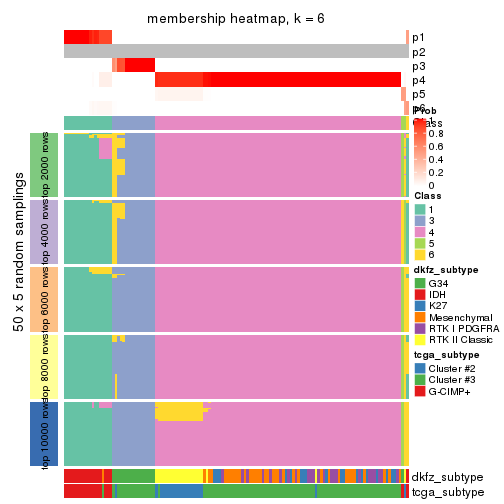 membership heatmap, k = 6
p1
p2
p3
p4
p5
p6
50 x 5 random samplings
top 2000 rows
top 4000 rows
top 6000 rows
top 8000 rows
top 10000 rows
Prob
1
0.8
0.6
0.4
0.2
0
Class
Class
1
3
4
5
6
dkfz_subtype
G34
IDH
K27
Mesenchymal
RTK I PDGFRA
RTK II Classic
tcga_subtype
Cluster #2
Cluster #3
G-CIMP+
dkfz_subtype
tcga_subtype